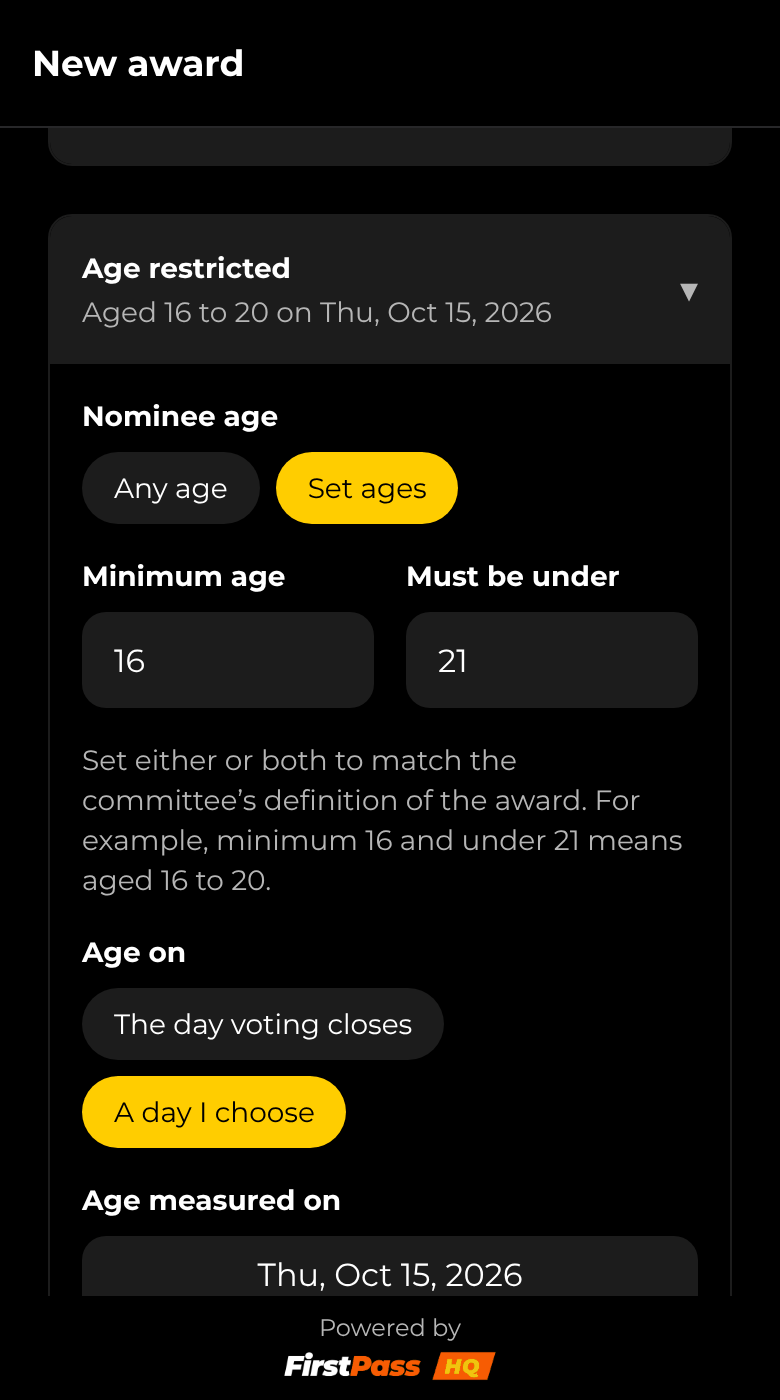 New award
Age restricted
Aged 16 to 20 on Thu, Oct 15, 2026
▼
Nominee age
Any age
Set ages
Minimum age
Must be under
16
21
Set either or both to match the
committee’s definition of the award. For
example, minimum 16 and under 21 means
aged 16 to 20.
Age on
The day voting closes
A day I choose
Age measured on
Thu, Oct 15, 2026
Powered by
FirstPass HQ